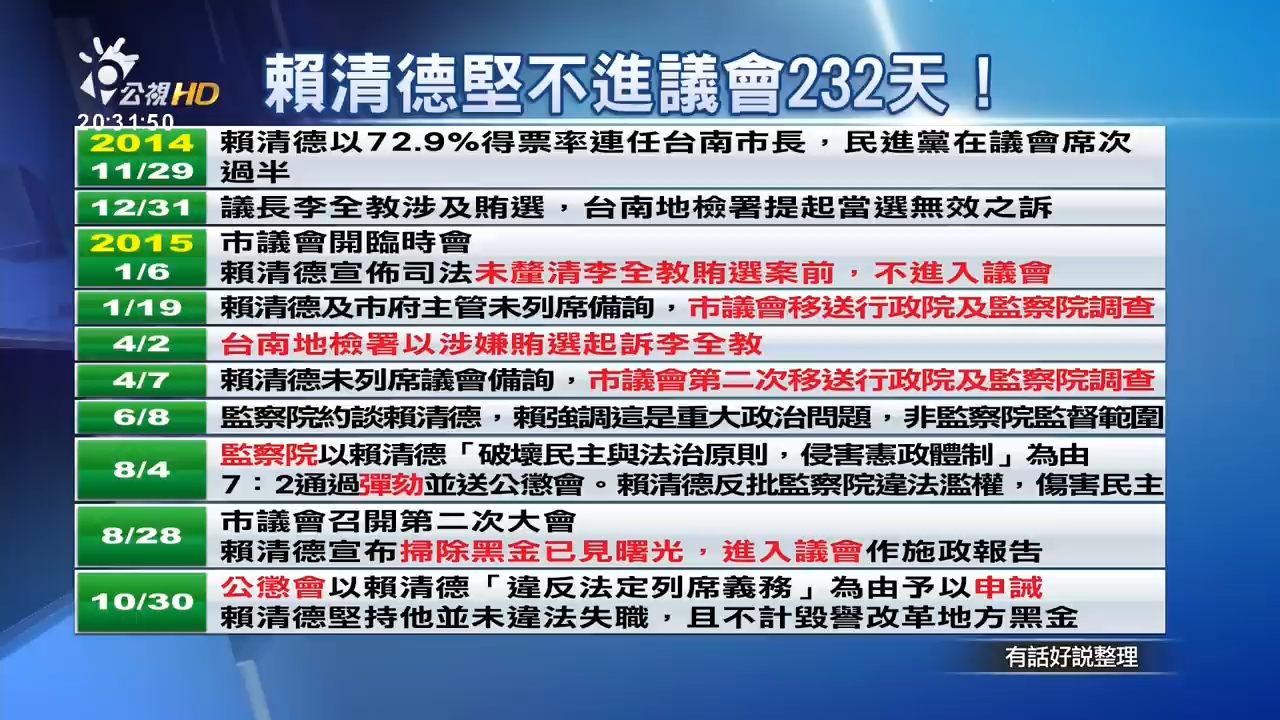 公視HD
賴清德堅不進議會232天！
20:31:50
2014
11/29
賴清德以72.9%得票率連任台南市長，民進黨在議會席次
過半
12/31
議長李全教涉及賄選，台南地檢署提起當選無效之訴
2015
1/6
市議會開臨時會
賴清德宣佈司法未釐清李全教賄選案前，不進入議會
1/19
賴清德及市府主管未列席備詢，市議會移送行政院及監察院調查
4/2
台南地檢署以涉嫌賄選起訴李全教
4/7
賴清德未列席議會備詢，市議會第二次移送行政院及監察院調查
6/8
監察院約談賴清德，賴強調這是重大政治問題，非監察院監督範圍
8/4
監察院以賴清德「破壞民主與法治原則，侵害憲政體制」為由
7：2通過彈劾並送公懲會。賴清德反批監察院違法濫權，傷害民主
8/28
市議會召開第二次大會
賴清德宣布掃除黑金已見曙光，進入議會作施政報告
10/30
公懲會以賴清德「違反法定列席義務」為由予以申誡
賴清德堅持他並未違法失職，且不計毀譽改革地方黑金
有話好說整理